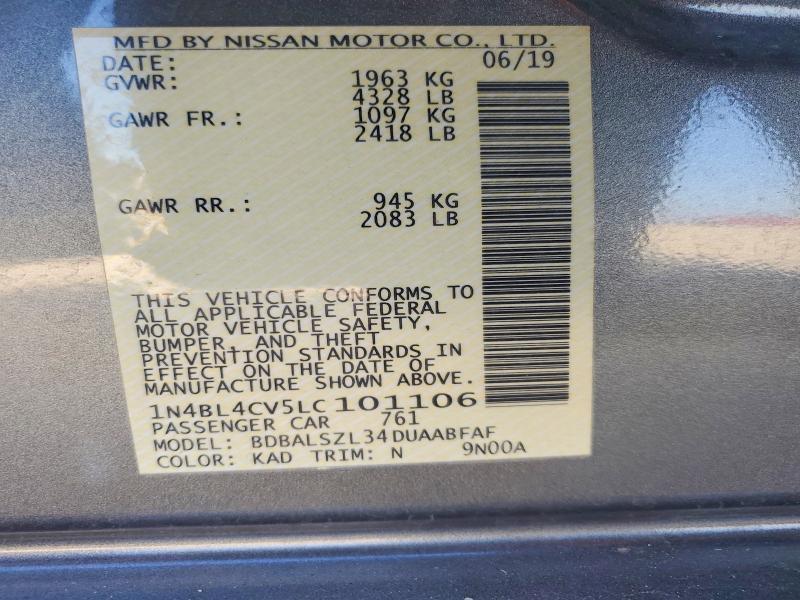 MFD BY NISSAN MOTOR CO., LTD.
DATE: 06/19
GVWR: 1963 KG
4328 LB
GAWR FR.: 1097 KG
2418 LB
GAWR RR.: 945 KG
2083 LB
THIS VEHICLE CONFORMS TO
ALL APPLICABLE FEDERAL
MOTOR VEHICLE SAFETY,
BUMPER, AND THEFT
PREVENTION STANDARDS IN
EFFECT ON THE DATE OF
MANUFACTURE SHOWN ABOVE.
1N4BL4CV5LC101106
PASSENGER CAR 761
MODEL: BDBALSZL34DUAABFAF
COLOR: KAD TRIM: N 9N00A